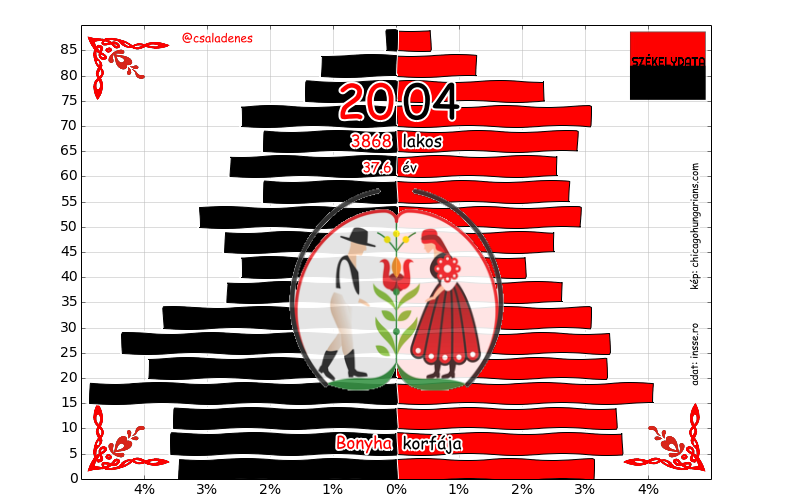 @csaladenes
SZÉKELYDATA
2004
3868 lakos
37.6 év
85
80
75
70
65
60
55
50
45
40
35
30
25
20
15
10
5
0
kép: chicagohungarians.com
adat: insse.ro
Bonyha korfája
4% 3% 2% 1% 0% 1% 2% 3% 4%